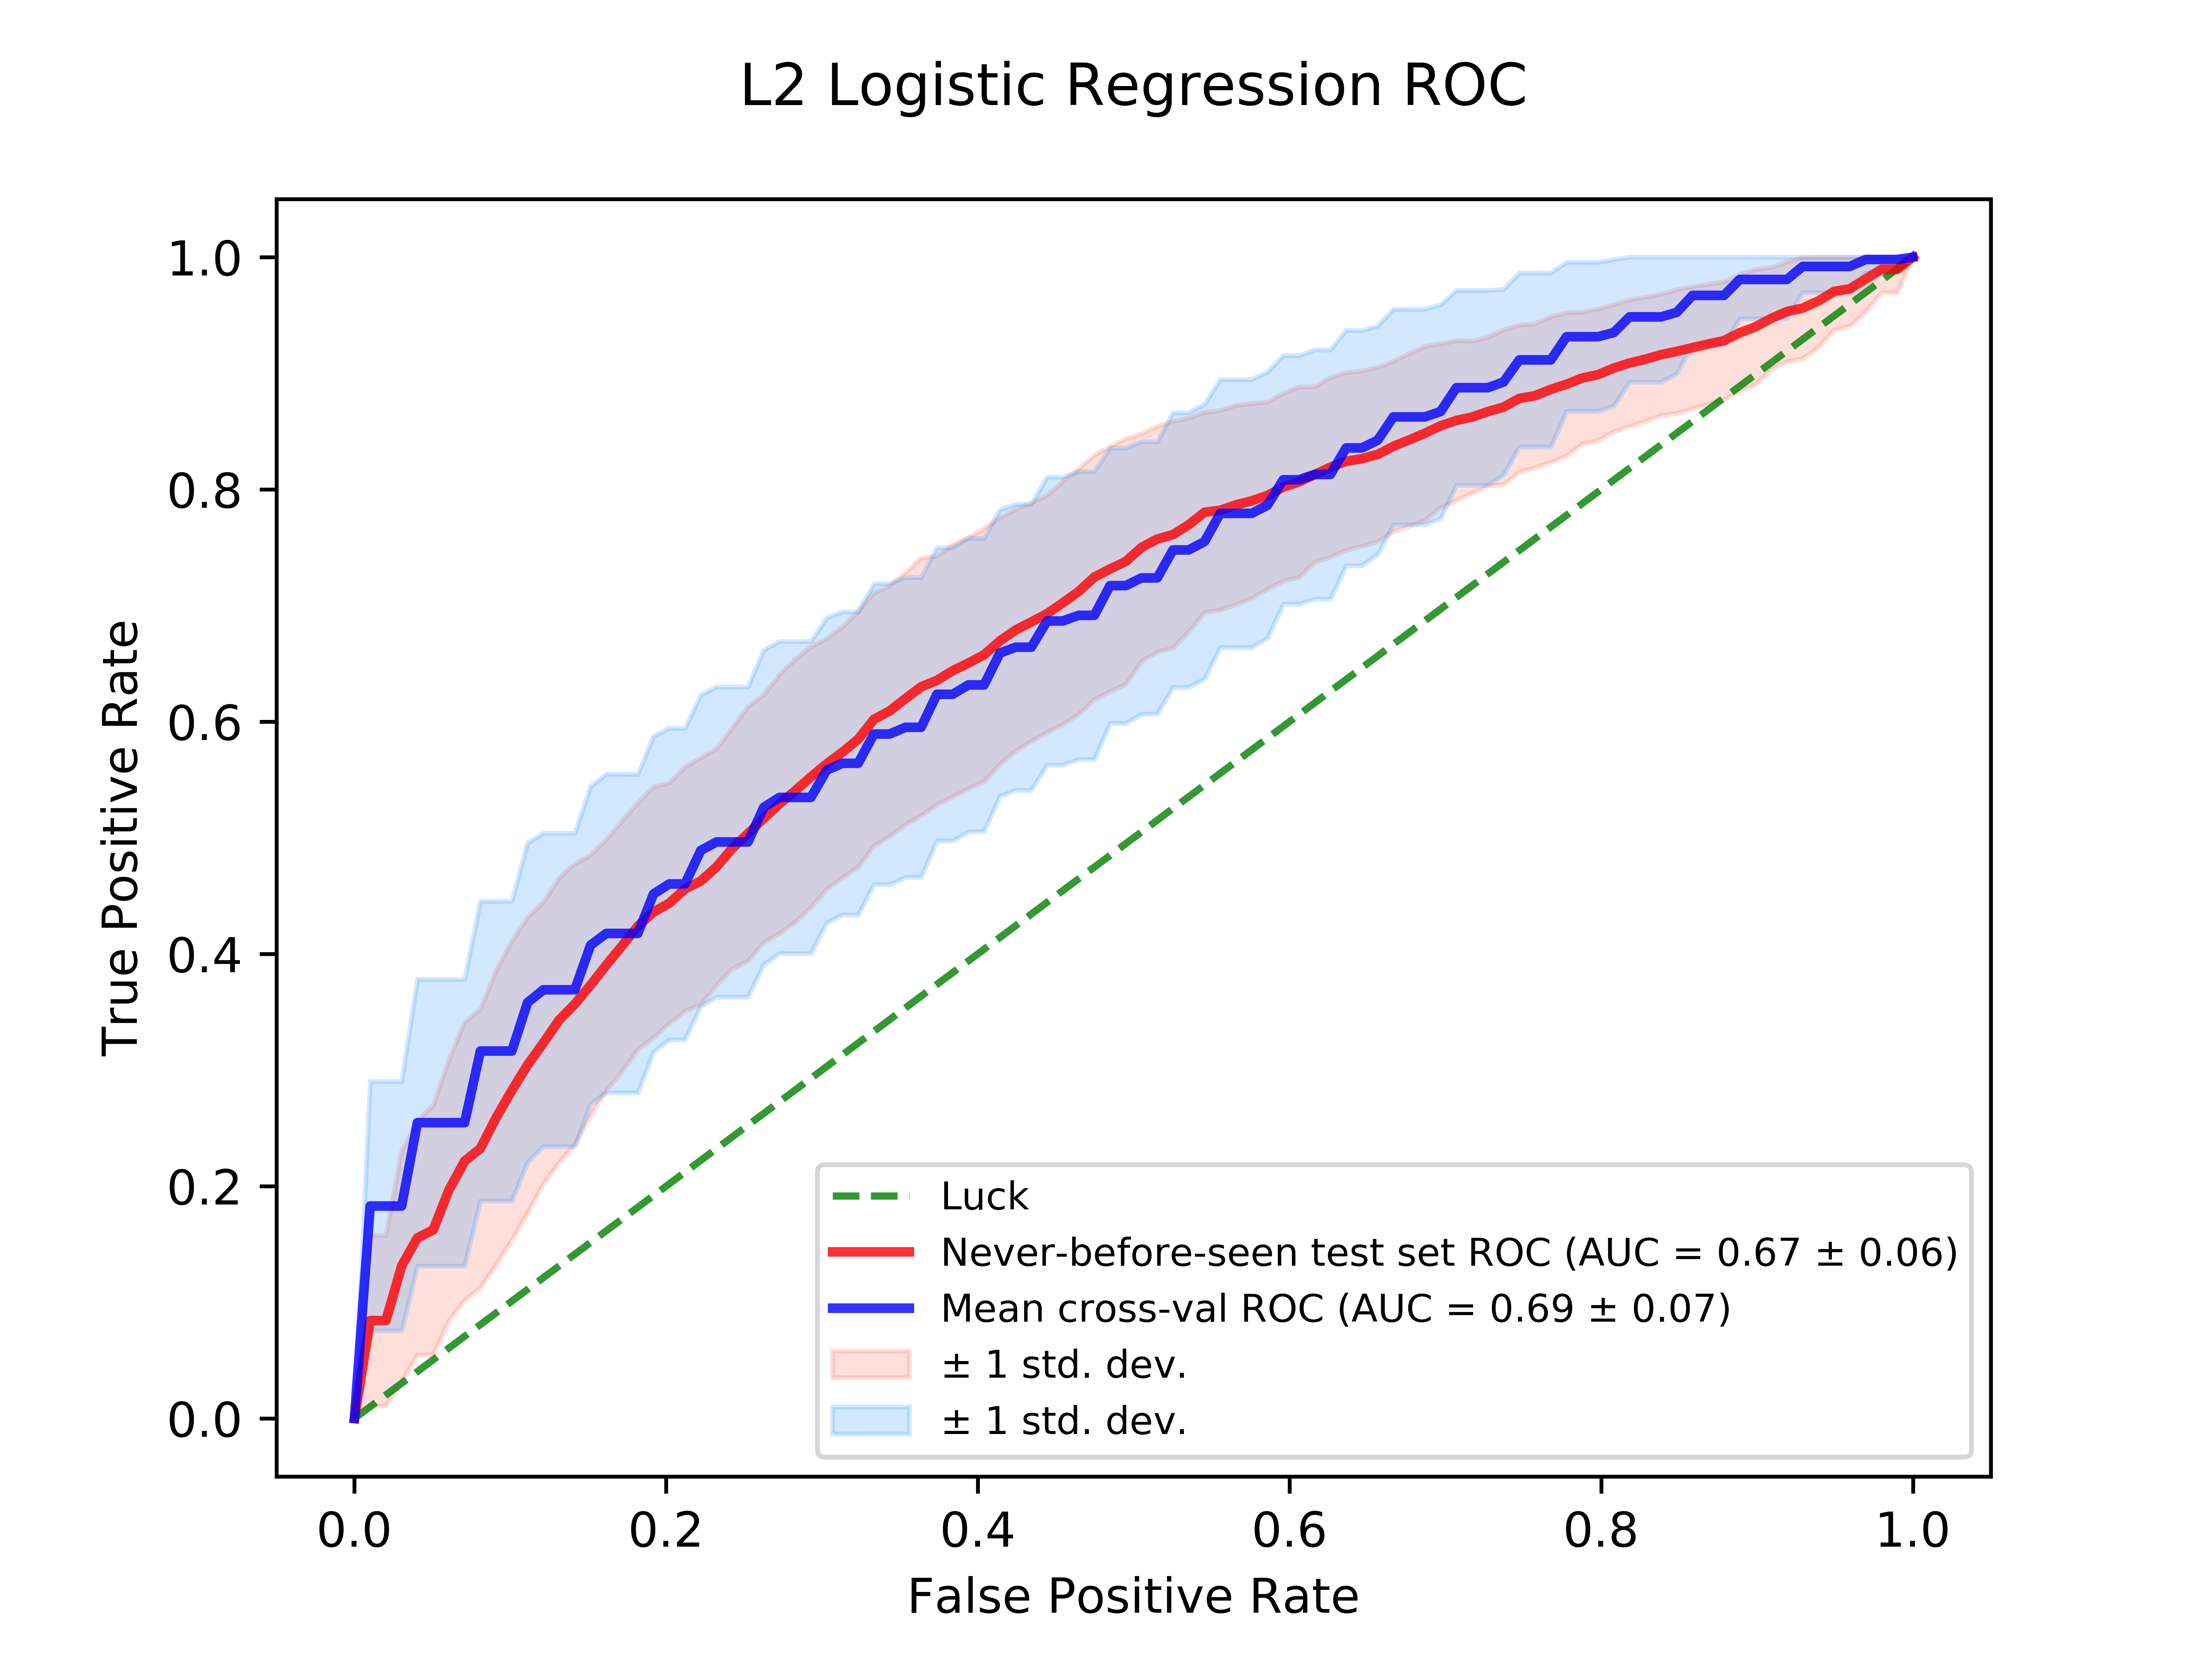 L2 Logistic Regression ROC
True Positive Rate
1.0
0.8
0.6
0.4
0.2
0.0
Luck
Never-before-seen test set ROC (AUC = 0.67 ± 0.06)
Mean cross-val ROC (AUC = 0.69 ± 0.07)
± 1 std. dev.
± 1 std. dev.
0.0 0.2 0.4 0.6 0.8 1.0
False Positive Rate